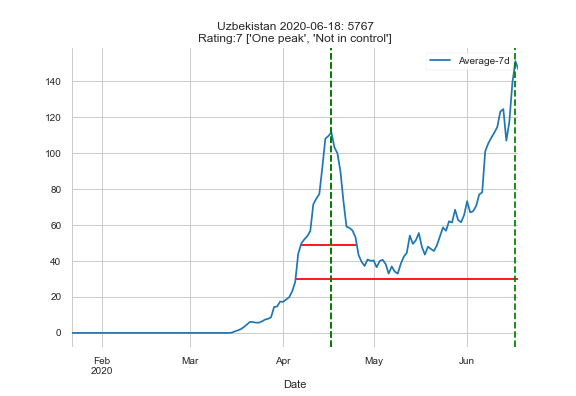 Uzbekistan 2020-06-18: 5767
Rating:7 ['One peak', 'Not in control']
Average-7d
140
120
100
80
60
40
20
0
Feb Mar Apr May Jun
2020
Date